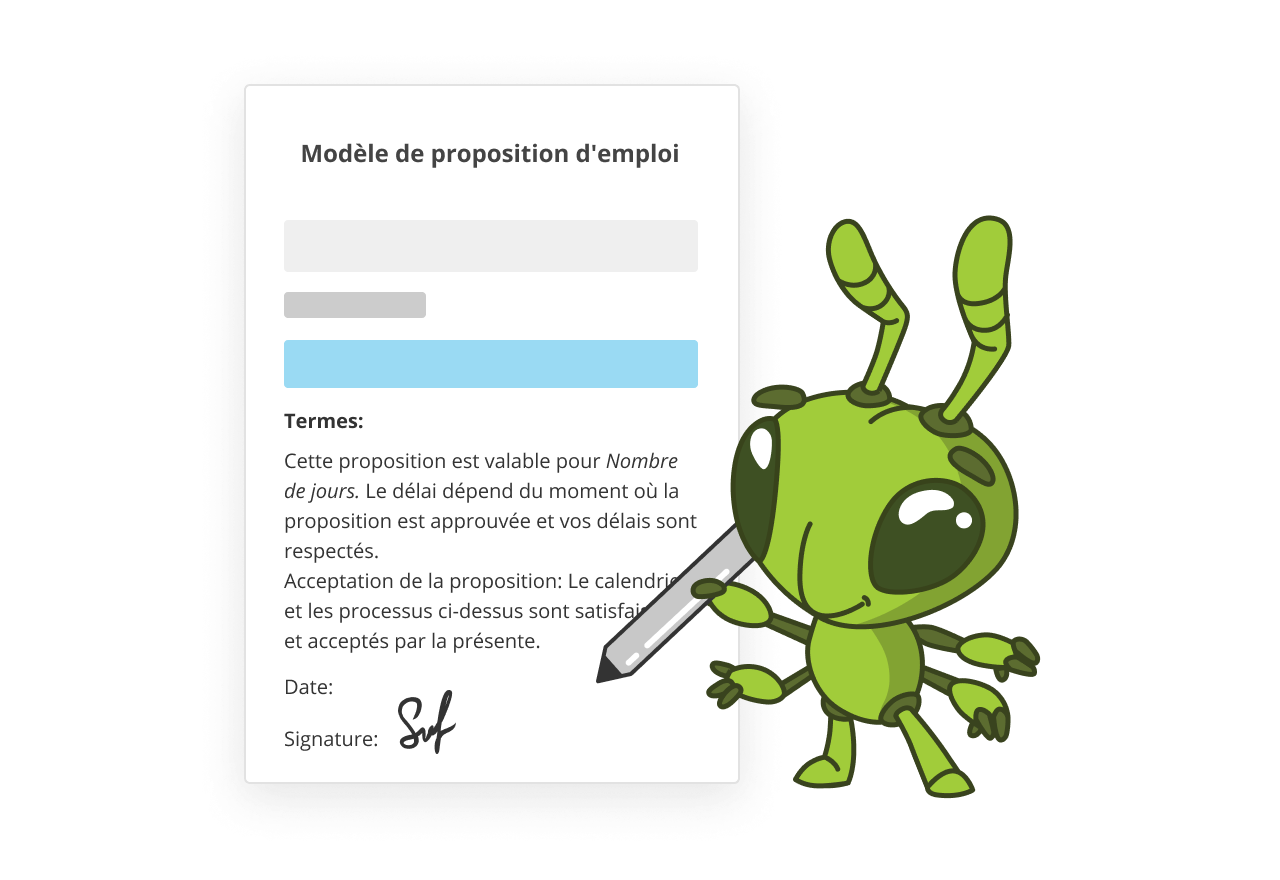 Modèle de proposition d'emploi
Termes:
Cette proposition est valable pour Nombre
de jours. Le délai dépend du moment où la
proposition est approuvée et vos délais sont
respectés.
Acceptation de la proposition: Le
et les processus ci-dessus sont
et acceptés par la présente.
Date:
Signature: